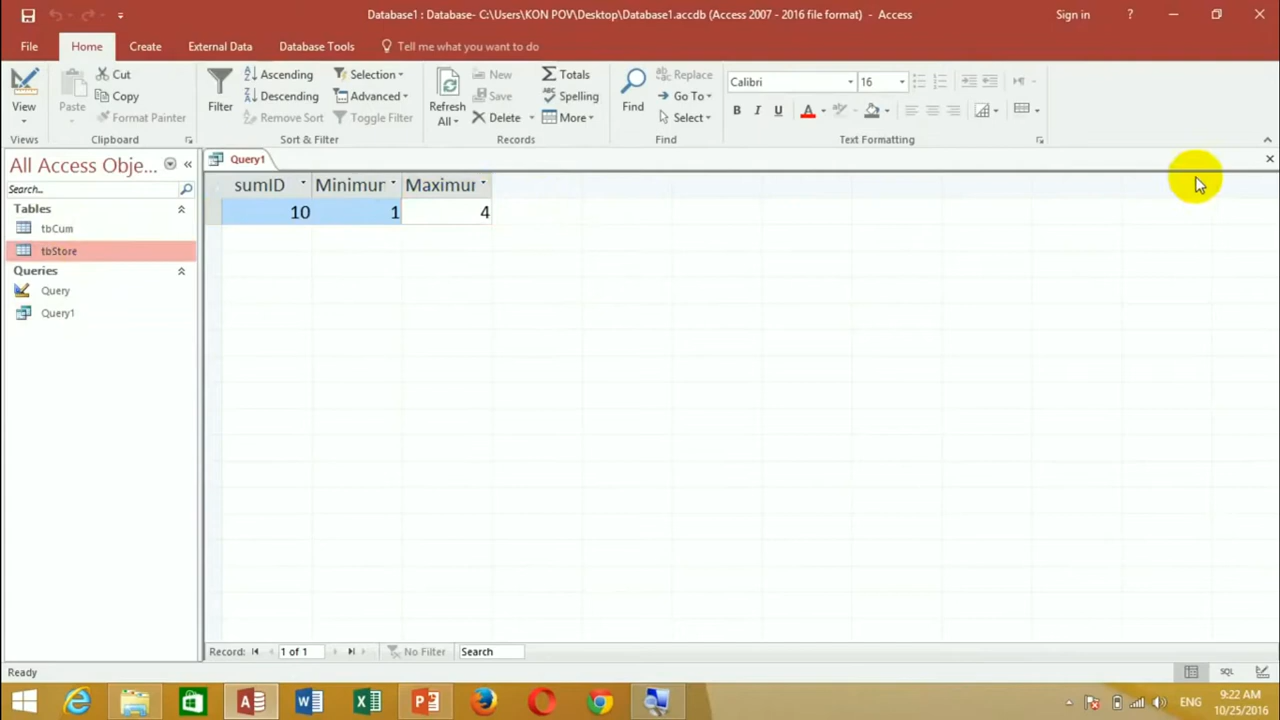 Database1 : Database- C:\Users\KON POV\Desktop\Database1.accdb (Access 2007 - 2016 file format) - Access
Sign in
?
File
Home
Create
External Data
Database Tools
Tell me what you want to do
View
Paste
Cut
Copy
Format Painter
Filter
Ascending
Descending
Remove Sort
Selection
Advanced
Toggle Filter
Refresh
All
New
Save
Delete
Totals
Spelling
More
Find
Replace
Go To
Select
Calibri
16
B
I
U
A
Views
Clipboard
Sort & Filter
Records
Find
Text Formatting
All Access Obje...
Search...
Tables
tbCum
tbStore
Queries
Query
Query1
Query1
sumID
Minimur
Maximur
10
1
4
Record:
1 of 1
No Filter
Search
Ready
SQL
ENG
9:22 AM
10/25/2016